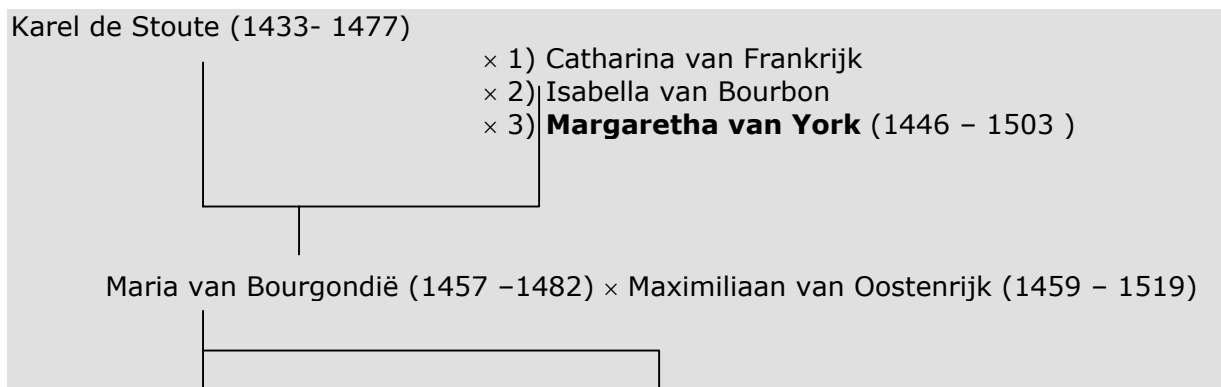 Karel de Stoute (1433- 1477)
× 1) Catharina van Frankrijk
× 2) Isabella van Bourbon
× 3) Margaretha van York (1446 – 1503 )
Maria van Bourgondië (1457 –1482) × Maximiliaan van Oostenrijk (1459 – 1519)